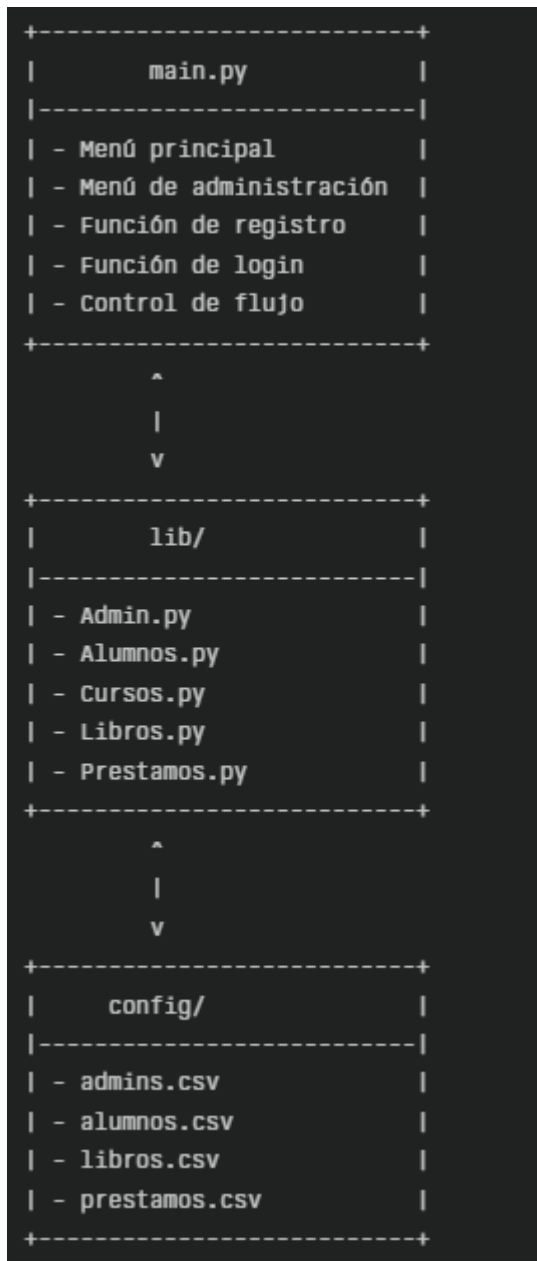 +---------------------------+
|        main.py            |
|---------------------------|
| - Menú principal          |
| - Menú de administración  |
| - Función de registro     |
| - Función de login        |
| - Control de flujo        |
+---------------------------+
         ^
         |
         v
+---------------------------+
|        lib/               |
|---------------------------|
| - Admin.py                |
| - Alumnos.py              |
| - Cursos.py               |
| - Libros.py               |
| - Prestamos.py            |
+---------------------------+
         ^
         |
         v
+---------------------------+
|     config/               |
|---------------------------|
| - admins.csv              |
| - alumnos.csv             |
| - libros.csv              |
| - prestamos.csv           |
+---------------------------+